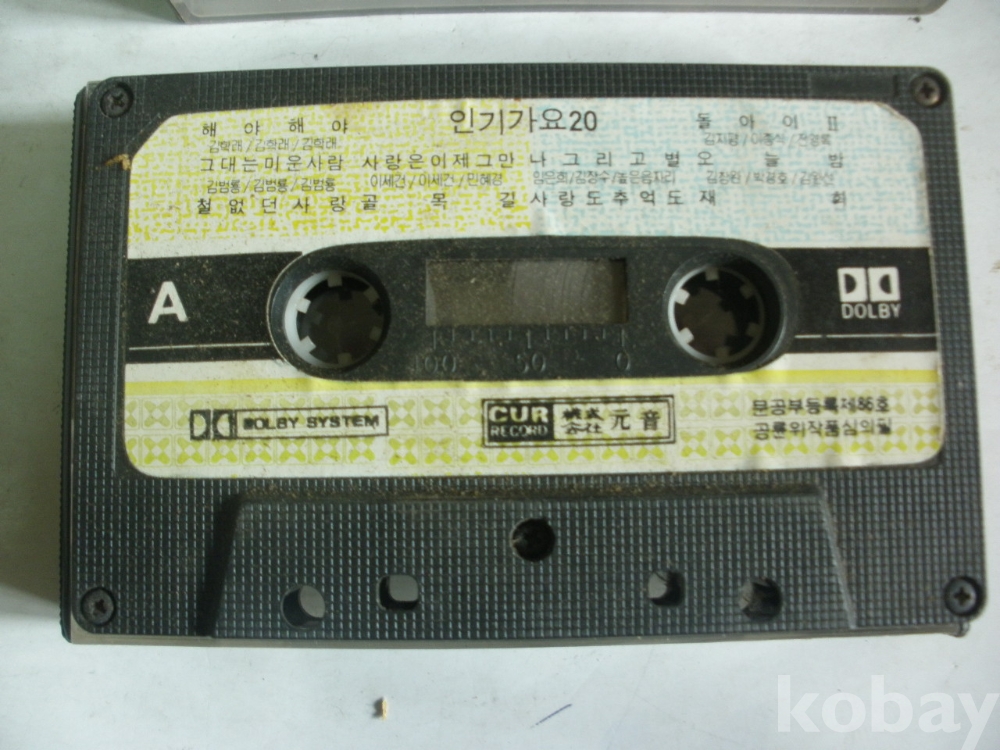 인기가요20
해야해야 돌아이 II
김학래/김학래/김학래 김지평/이종식/전영록
그대는미운사람 사랑은이제그만 나그리고별 오늘밤
김범룡/김범룡/김범룡 이세건/이세건/민혜경
철없던사랑 골목길 사랑도추억도 재회
A
DOLBY
100 50 0
DOLBY SYSTEM
CUR RECORD 株式会社 元音
문공부등록제86호
공륜위작품심의필
kobay